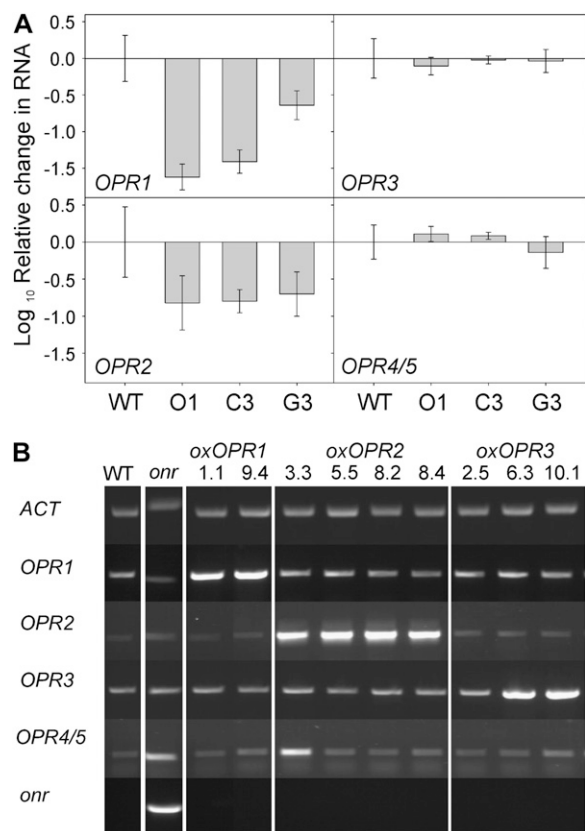 A
Log 10 Relative change in RNA
0.5
0.0
-0.5
-1.0
-1.5
OPR1
OPR3
0.5
0.0
-0.5
-1.0
-1.5
OPR2
OPR4/5
WT O1 C3 G3 WT O1 C3 G3
B
oxOPR1 oxOPR2 oxOPR3
WT onr 1.1 9.4 3.3 5.5 8.2 8.4 2.5 6.3 10.1
ACT
OPR1
OPR2
OPR3
OPR4/5
onr